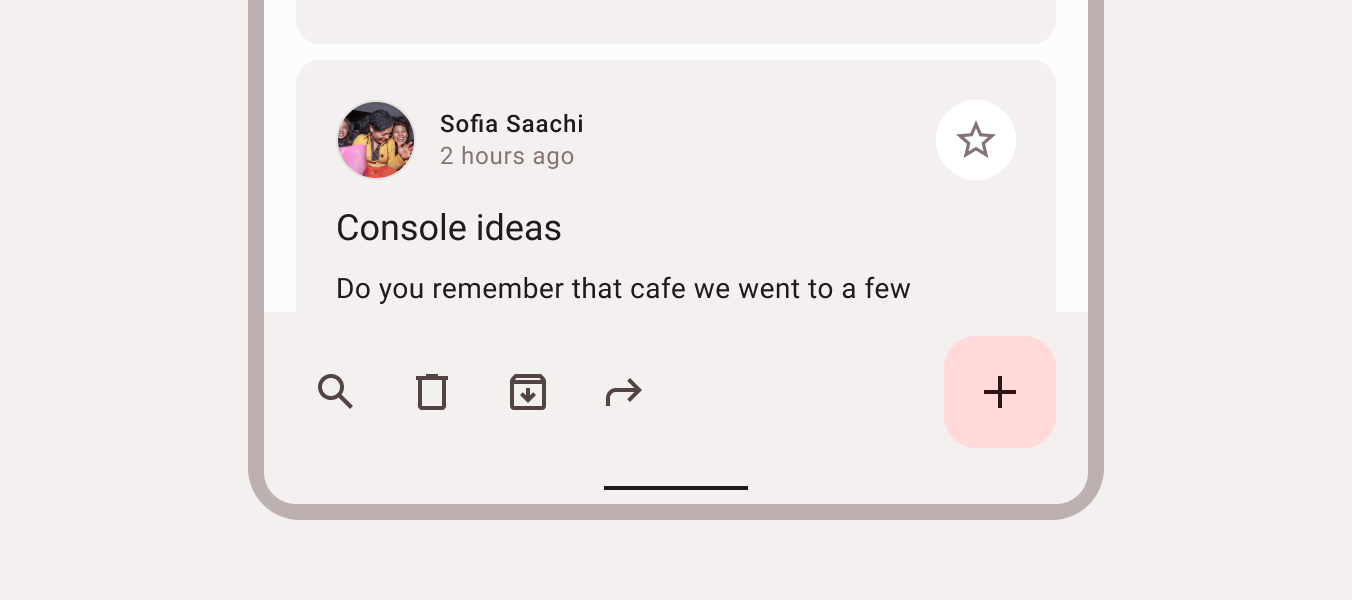 Sofia Saachi
2 hours ago
Console ideas
Do you remember that cafe we went to a few